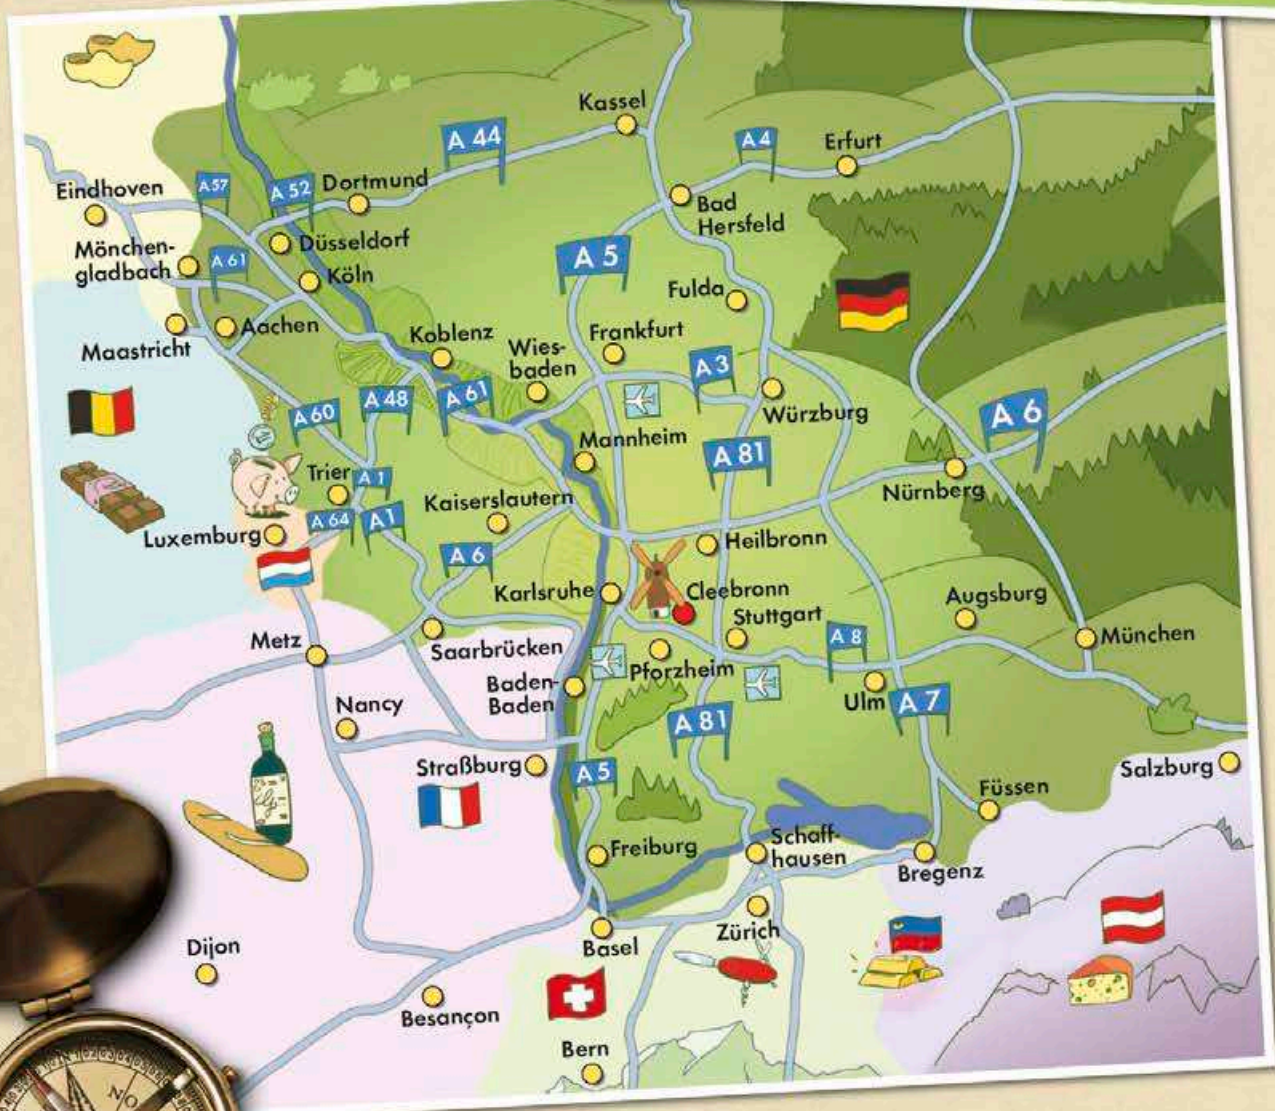 Kassel
A 44
A 4
Erfurt
Eindhoven
A 57
A 52
Dortmund
Bad
Hersfeld
Mönchen-
gladbach
A 61
Düsseldorf
Köln
A 5
Fulda
Maastricht
Aachen
Koblenz
Wies-
baden
Frankfurt
A 3
Würzburg
A 60
A 48
A 61
Mannheim
A 81
A 6
Nürnberg
Trier
A 1
Kaiserslautern
Luxemburg
A 64
A 1
A 6
Heilbronn
Karlsruhe
Cleebronn
Stuttgart
Augsburg
Metz
Saarbrücken
Pforzheim
A 8
München
Baden-
Baden
Ulm
A 7
Nancy
A 81
Straßburg
A 5
Füssen
Salzburg
Freiburg
Schaff-
hausen
Bregenz
Dijon
Basel
Zürich
Besançon
Bern
NO